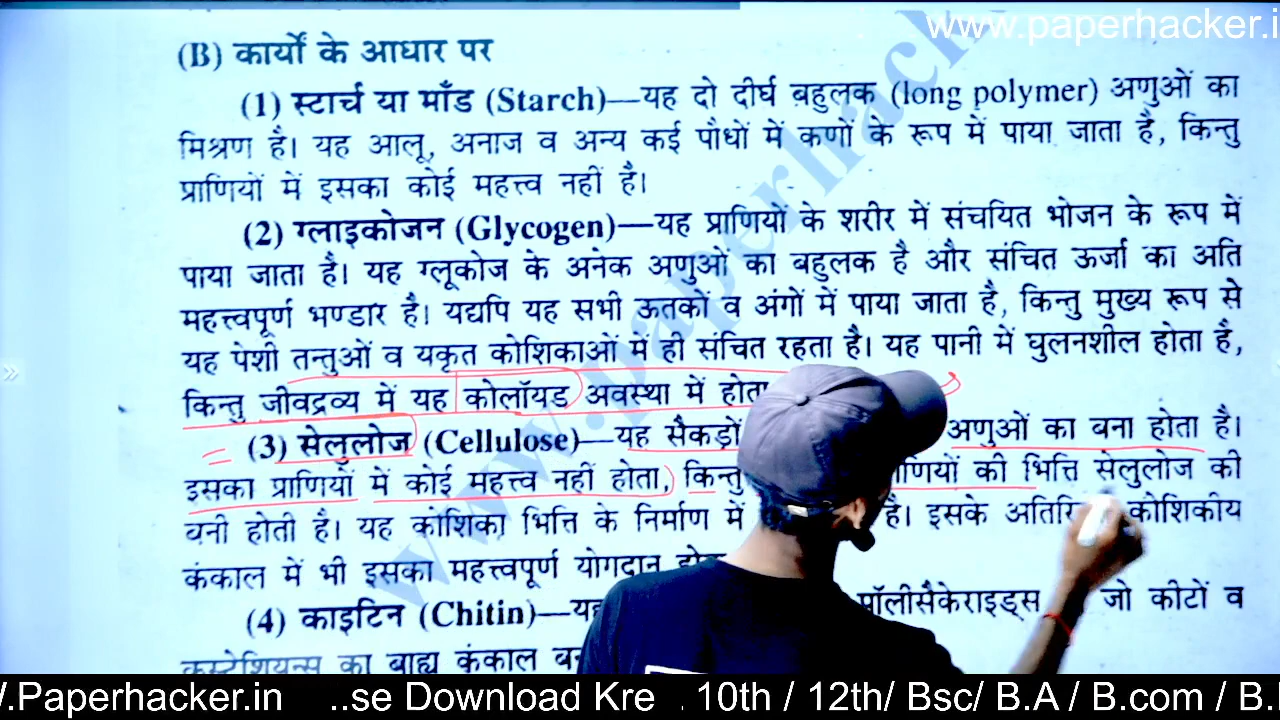 www.paperhacker.i
(B) कार्यों के आधार पर
(1) स्टार्च या माँड (Starch)—यह दो दीर्घ बहुलक (long polymer) अणुओं का
मिश्रण है। यह आलू, अनाज व अन्य कई पौधों में कणों के रूप में पाया जाता है, किन्तु
प्राणियों में इसका कोई महत्त्व नहीं है।
(2) ग्लाइकोजन (Glycogen)—यह प्राणियों के शरीर में संचयित भोजन के रूप में
पाया जाता है। यह ग्लूकोज के अनेक अणुओं का बहुलक है और संचित ऊर्जा का अति
महत्त्वपूर्ण भण्डार है। यद्यपि यह सभी ऊतकों व अंगों में पाया जाता है, किन्तु मुख्य रूप से
यह पेशी तन्तुओं व यकृत कोशिकाओं में ही संचित रहता है। यह पानी में घुलनशील होता है,
किन्तु जीवद्रव्य में यह कोलॉयड अवस्था में होता
(3) सेलुलोज (Cellulose)—यह सैकड़ों अणुओं का बना होता है।
इसका प्राणियों में कोई महत्त्व नहीं होता, किन्तु की भित्ति सेलुलोज की
बनी होती है। यह कोशिका भित्ति के निर्माण में है। इसके कोशिकीय
कंकाल में भी इसका महत्त्वपूर्ण योगदान
(4) काइटिन (Chitin)—यह पॉलीसैकेराइड्स जो कीटों व
का बाह्य कंकाल
www.paperhack
.Paperhacker.in ..se Download Kre . 10th / 12th/ Bsc/ B.A / B.com / B.